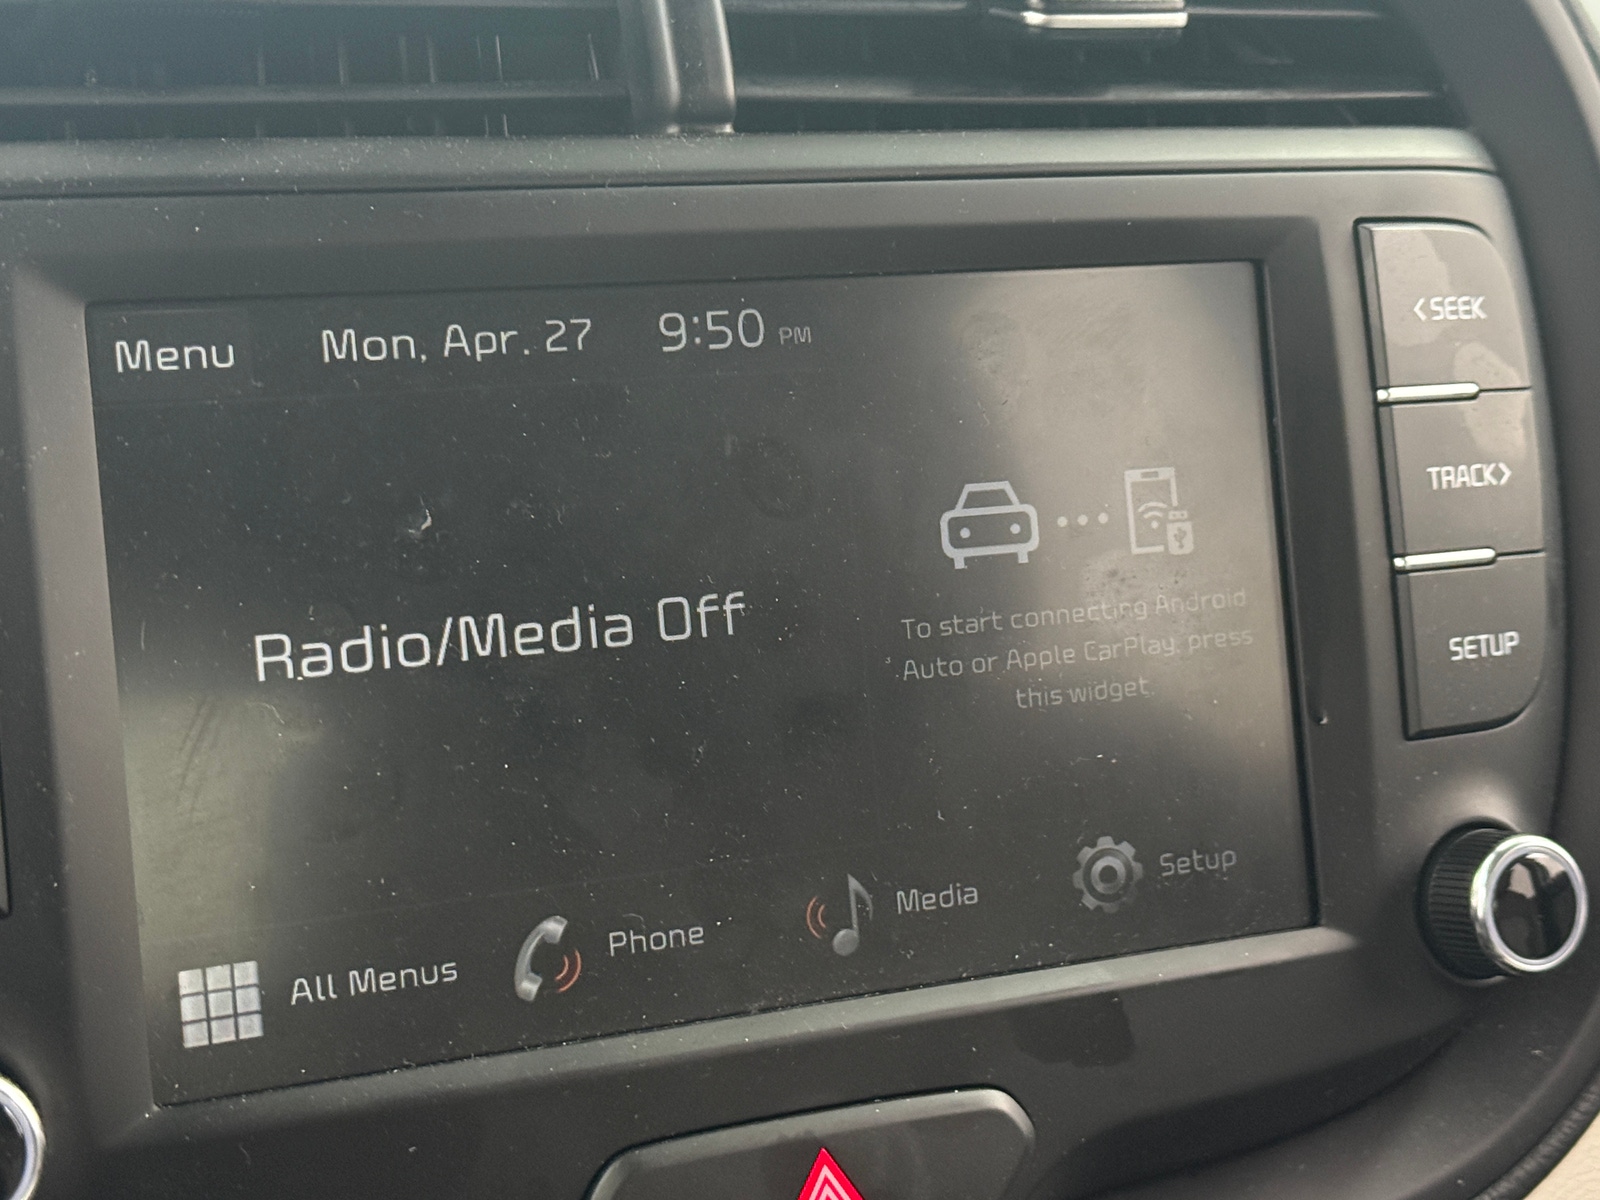 Menu Mon, Apr. 27 9:50 PM
<SEEK
TRACK>
SETUP
Radio/Media Off
To start connecting Android
Auto or Apple CarPlay, press
this widget.
All Menus
Phone
Media
Setup